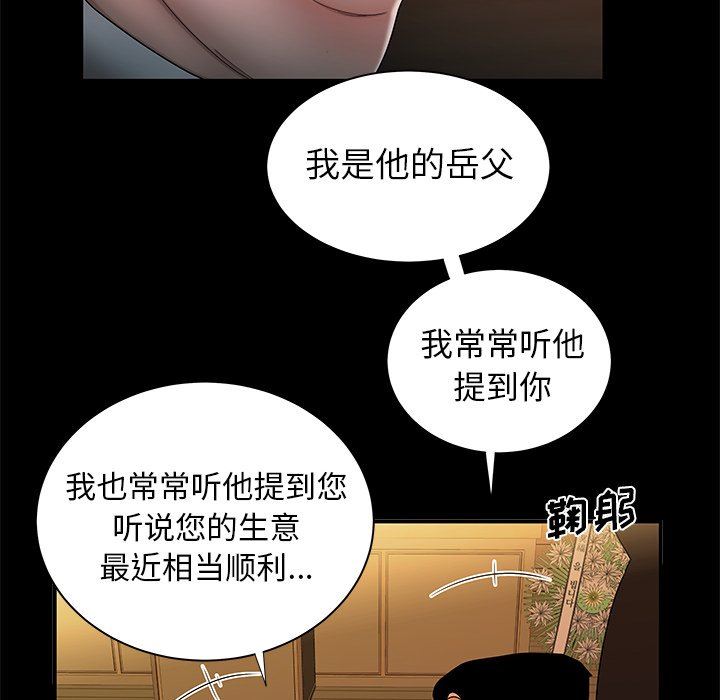 我是他的岳父
我常常听他
提到你
我也常常听他提到您
听说您的生意
最近相当顺利...
鞠躬